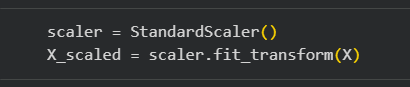 scaler = StandardScaler()
X_scaled = scaler.fit_transform(X)